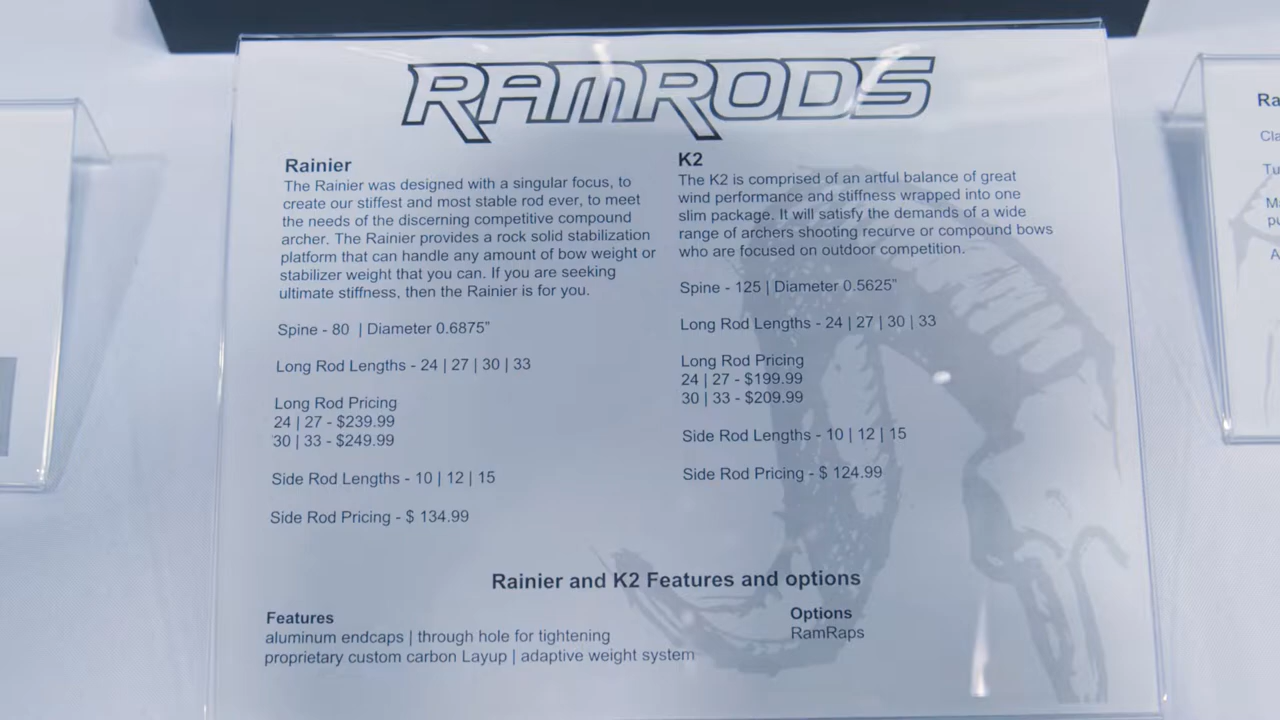 RAMRODS
Rainier
The Rainier was designed with a singular focus, to
create our stiffest and most stable rod ever, to meet
the needs of the discerning competitive compound
archer. The Rainier provides a rock solid stabilization
platform that can handle any amount of bow weight or
stabilizer weight that you can. If you are seeking
ultimate stiffness, then the Rainier is for you.
Spine - 80 | Diameter 0.6875”
Long Rod Lengths - 24 | 27 | 30 | 33
Long Rod Pricing
24 | 27 - $239.99
30 | 33 - $249.99
Side Rod Lengths - 10 | 12 | 15
Side Rod Pricing - $ 134.99
K2
The K2 is comprised of an artful balance of great
wind performance and stiffness wrapped into one
slim package. It will satisfy the demands of a wide
range of archers shooting recurve or compound bows
who are focused on outdoor competition.
Spine - 125 | Diameter 0.5625”
Long Rod Lengths - 24 | 27 | 30 | 33
Long Rod Pricing
24 | 27 - $199.99
30 | 33 - $209.99
Side Rod Lengths - 10 | 12 | 15
Side Rod Pricing - $ 124.99
Rainier and K2 Features and options
Features
aluminum endcaps | through hole for tightening
proprietary custom carbon Layup | adaptive weight system
Options
RamRaps